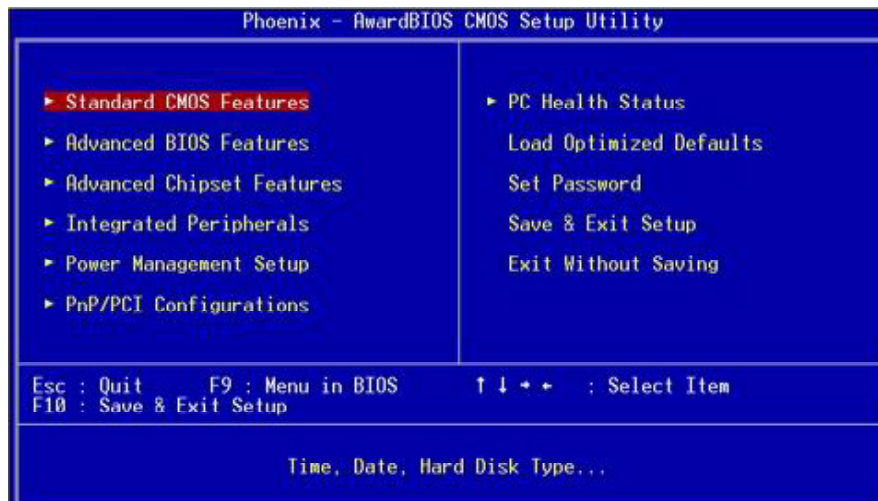 Phoenix - AwardBIOS CMOS Setup Utility
► Standard CMOS Features
► Advanced BIOS Features
► Advanced Chipset Features
► Integrated Peripherals
► Power Management Setup
► PnP/PCI Configurations
► PC Health Status
Load Optimized Defaults
Set Password
Save & Exit Setup
Exit Without Saving
Esc : Quit F9 : Menu in BIOS ↑ ↓ → ← : Select Item
F10 : Save & Exit Setup
Time, Date, Hard Disk Type...